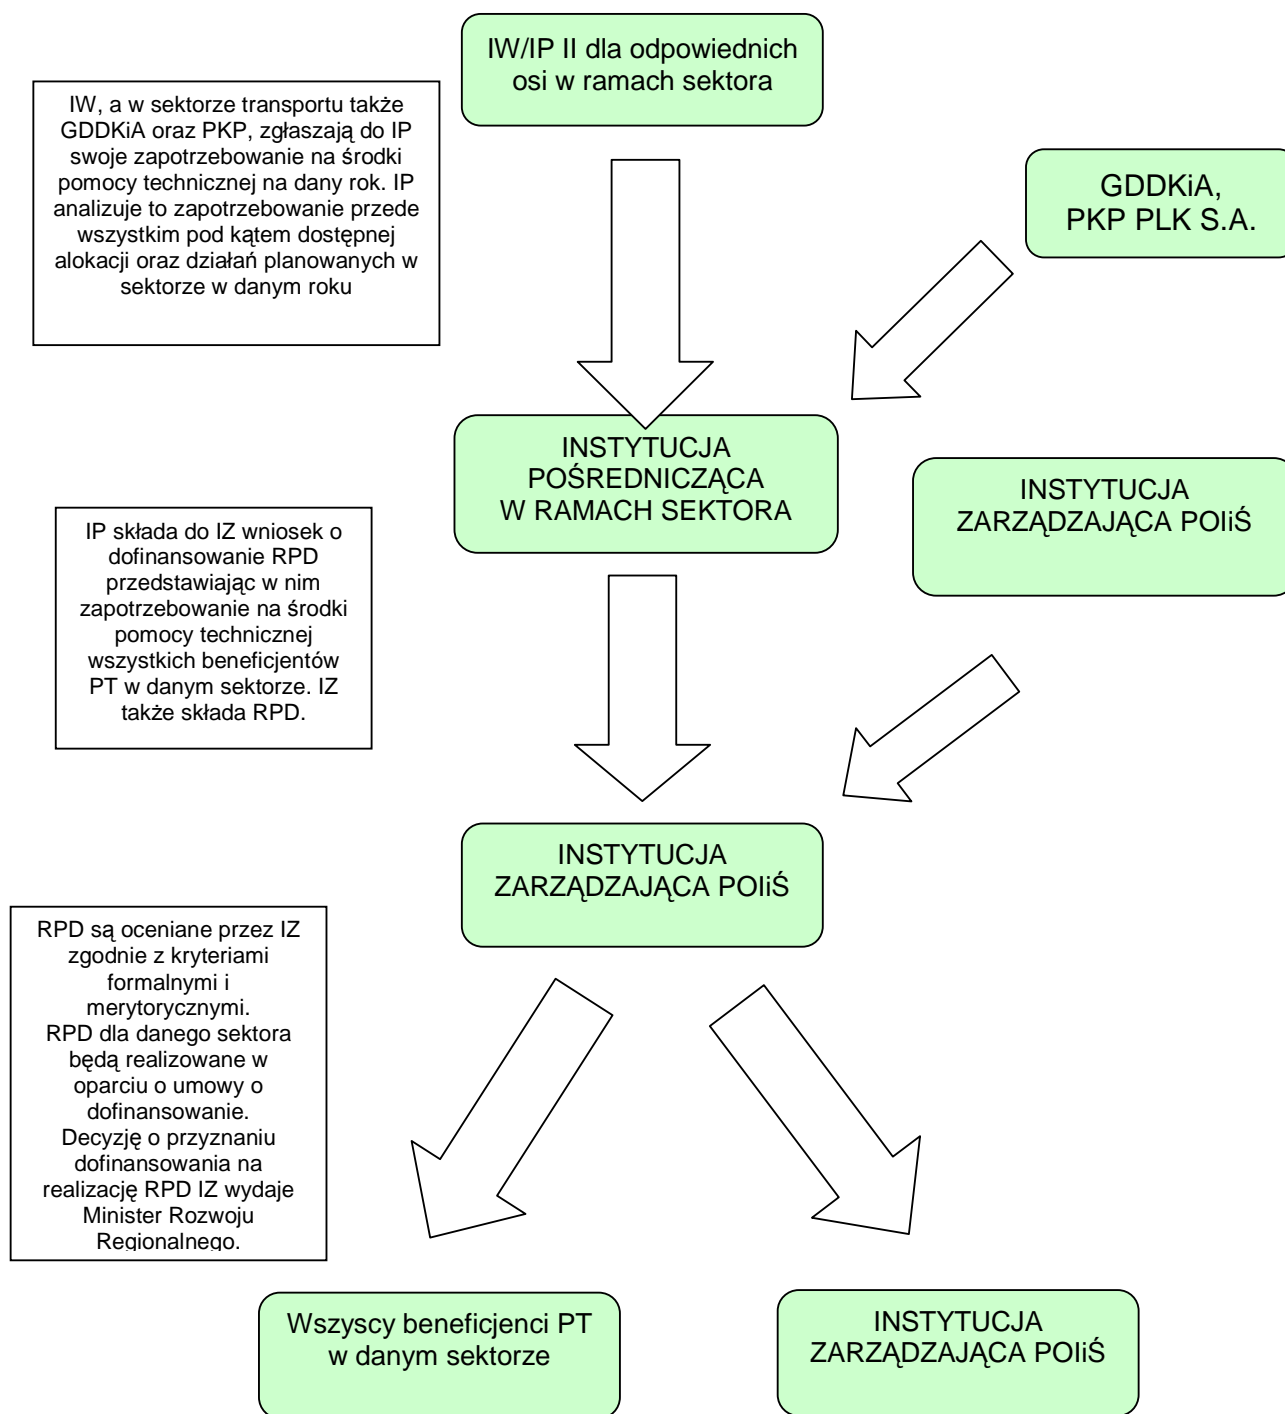 IW/IP II dla odpowiednich
osi w ramach sektora
IW, a w sektorze transportu także
GDDKiA oraz PKP, zgłaszają do IP
swoje zapotrzebowanie na środki
pomocy technicznej na dany rok. IP
analizuje to zapotrzebowanie przede
wszystkim pod kątem dostępnej
alokacji oraz działań planowanych w
sektorze w danym roku
GDDKiA,
PKP PLK S.A.
INSTYTUCJA
POŚREDNICZĄCA
W RAMACH SEKTORA
INSTYTUCJA
ZARZĄDZAJĄCA POIiŚ
IP składa do IZ wniosek o
dofinansowanie RPD
przedstawiając w nim
zapotrzebowanie na środki
pomocy technicznej
wszystkich beneficjentów
PT w danym sektorze. IZ
także składa RPD.
INSTYTUCJA
ZARZĄDZAJĄCA POIiŚ
RPD są oceniane przez IZ
zgodnie z kryteriami
formalnymi i
merytorycznymi.
RPD dla danego sektora
będą realizowane w
oparciu o umowy o
dofinansowanie.
Decyzję o przyznaniu
dofinansowania na
realizację RPD IZ wydaje
Minister Rozwoju
Regionalnego.
Wszyscy beneficjenci PT
w danym sektorze
INSTYTUCJA
ZARZĄDZAJĄCA POIiŚ